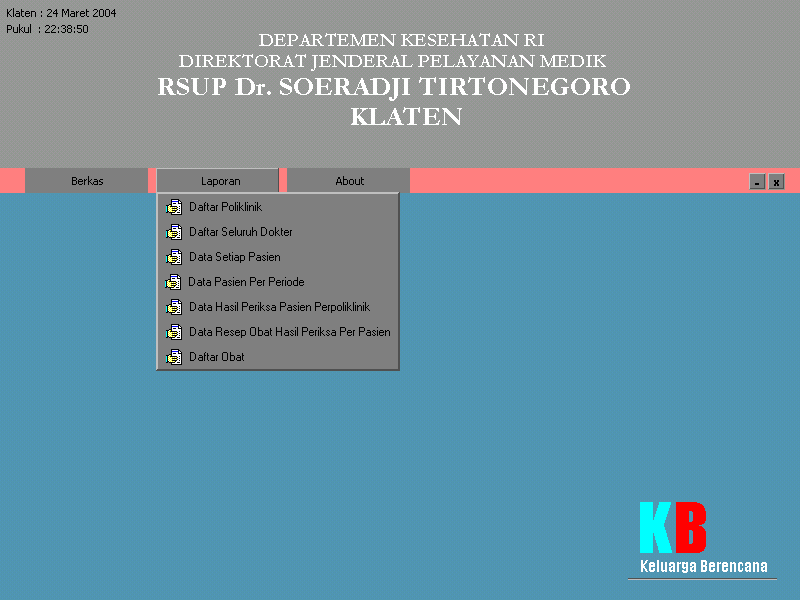 Klaten : 24 Maret 2004
Pukul : 22:38:50
DEPARTEMEN KESEHATAN RI
DIREKTORAT JENDERAL PELAYANAN MEDIK
RSUP Dr. SOERADJI TIRTONEGORO
KLATEN
Berkas Laporan About - x
Daftar Poliklinik
Daftar Seluruh Dokter
Data Setiap Pasien
Data Pasien Per Periode
Data Hasil Periksa Pasien Perpoliklinik
Data Resep Obat Hasil Periksa Per Pasien
Daftar Obat
KB
Keluarga Berencana